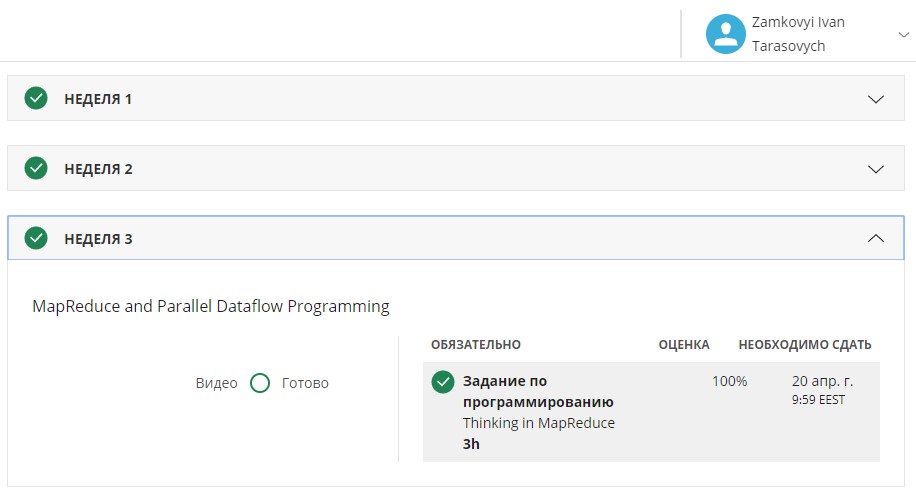 Zamkovyi Ivan
Tarasovych
НЕДЕЛЯ 1
НЕДЕЛЯ 2
НЕДЕЛЯ 3
MapReduce and Parallel Dataflow Programming
Видео Готово
ОБЯЗАТЕЛЬНО ОЦЕНКА НЕОБХОДИМО СДАТЬ
Задание по 100% 20 апр. г.
программированию 9:59 EEST
Thinking in MapReduce
3h